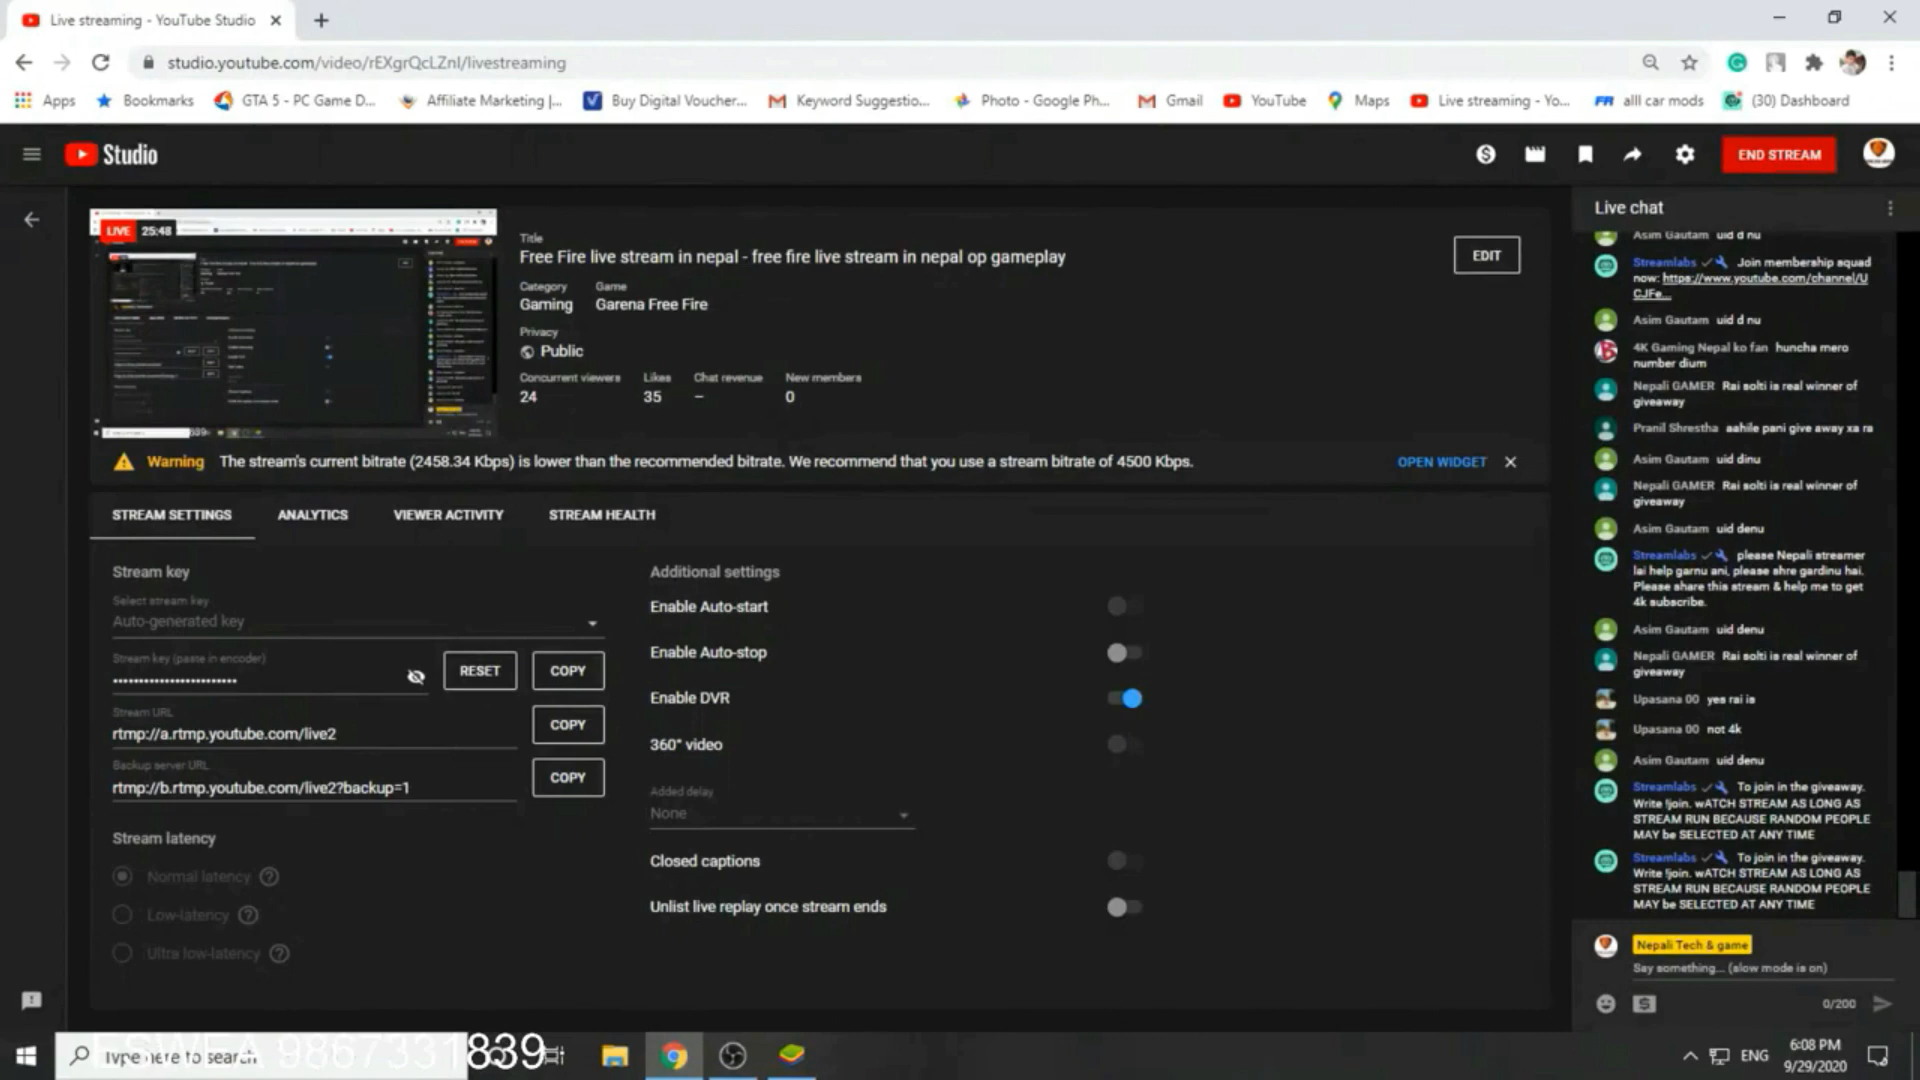 Live streaming - YouTube Studio
studio.youtube.com/video/rEXgrQcLZnI/livestreaming
Apps Bookmarks GTA 5 - PC Game D... Affiliate Marketing |... Buy Digital Voucher... Keyword Suggestio... Photo - Google Ph... Gmail YouTube Maps Live streaming - Yo... FR alll car mods (30) Dashboard
Studio
END STREAM
LIVE 25:48
Title
Free Fire live stream in nepal - free fire live stream in nepal op gameplay
EDIT
Category Game
Gaming Garena Free Fire
Privacy
Public
Concurrent viewers Likes Chat revenue New members
24 35 – 0
Warning The stream's current bitrate (2458.34 Kbps) is lower than the recommended bitrate. We recommend that you use a stream bitrate of 4500 Kbps.
OPEN WIDGET
STREAM SETTINGS ANALYTICS VIEWER ACTIVITY STREAM HEALTH
Stream key
Select stream key
Auto-generated key
Stream key (paste in encoder)
•••••••••••••••••••••••• RESET COPY
Stream URL
rtmp://a.rtmp.youtube.com/live2 COPY
Backup server URL
rtmp://b.rtmp.youtube.com/live2?backup=1 COPY
Stream latency
Normal latency
Low-latency
Ultra low-latency
Additional settings
Enable Auto-start
Enable Auto-stop
Enable DVR
360° video
Added delay
None
Closed captions
Unlist live replay once stream ends
Live chat
Asim Gautam uid d nu
Streamlabs Join membership squad
now: https://www.youtube.com/channel/U
CJFe...
Asim Gautam uid d nu
4K Gaming Nepal ko fan huncha mero
number dium
Nepali GAMER Rai solti is real winner of
giveaway
Pranil Shrestha aahile pani give away xa ra
Asim Gautam uid dinu
Nepali GAMER Rai solti is real winner of
giveaway
Asim Gautam uid denu
Streamlabs please Nepali streamer
lai help garnu ani, please shre gardinu hai.
Please share this stream & help me to get
4k subscribe.
Asim Gautam uid denu
Nepali GAMER Rai solti is real winner of
giveaway
Upasana 00 yes rai is
Upasana 00 not 4k
Asim Gautam uid denu
Streamlabs To join in the giveaway.
Write !join. wATCH STREAM AS LONG AS
STREAM RUN BECAUSE RANDOM PEOPLE
MAY be SELECTED AT ANY TIME
Streamlabs To join in the giveaway.
Write !join. wATCH STREAM AS LONG AS
STREAM RUN BECAUSE RANDOM PEOPLE
MAY be SELECTED AT ANY TIME
Nepali Tech & game
Say something... (slow mode is on)
0/200
Type here to search
ESWEA 9867331839
ENG
6:08 PM
9/29/2020